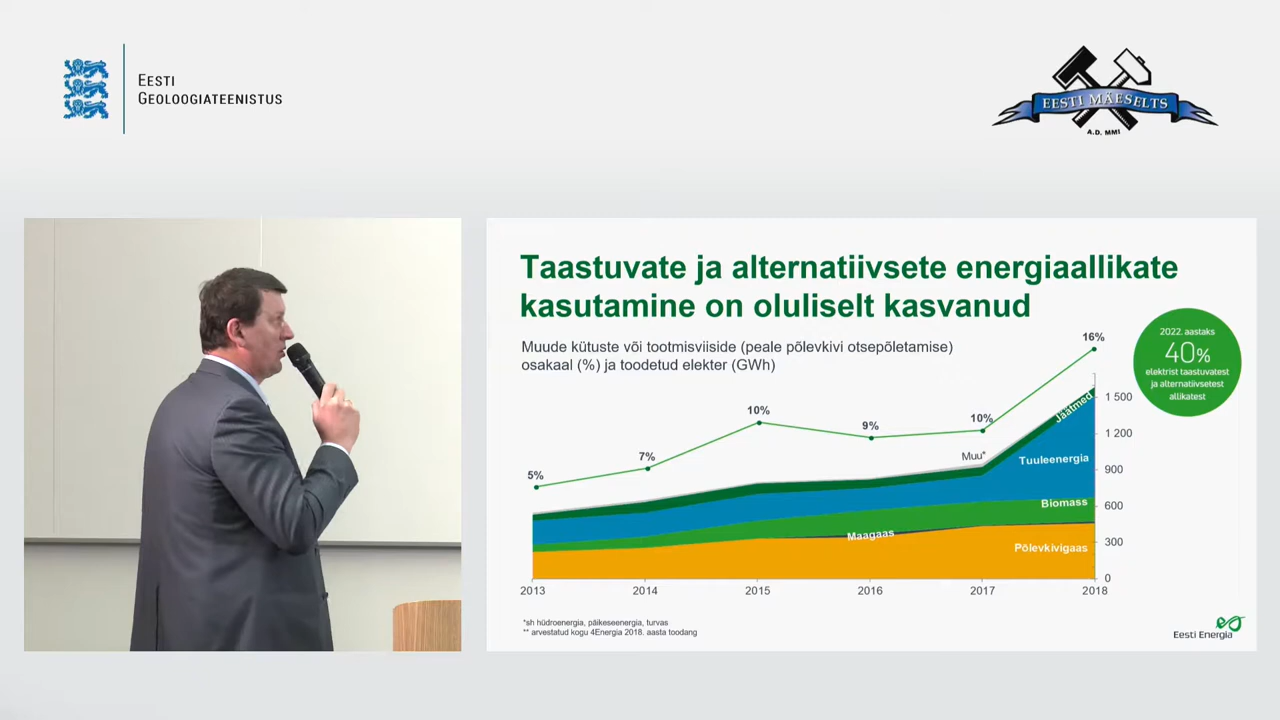 EESTI
GEOLOOGIATEENISTUS
EESTI MÄESELTS
A.D. MMI
Taastuvate ja alternatiivsete energiaallikate
kasutamine on oluliselt kasvanud
Muude kütuste või tootmisviiside (peale põlevkivi otsepõletamise)
osakaal (%) ja toodetud elekter (GWh)
2022. aastaks
40%
elektrist taastuvatest
ja alternatiivsetest
allikatest
5%
7%
10%
9%
10%
16%
Muu*
Jäätmed
Tuuleenergia
Biomass
Maagaas
Põlevkivigaas
1 500
1 200
900
600
300
0
2013
2014
2015
2016
2017
2018
*sh hüdroenergia, päikeseenergia, turvas
** arvestatud kogu 4Energia 2018. aasta toodang
Eesti Energia